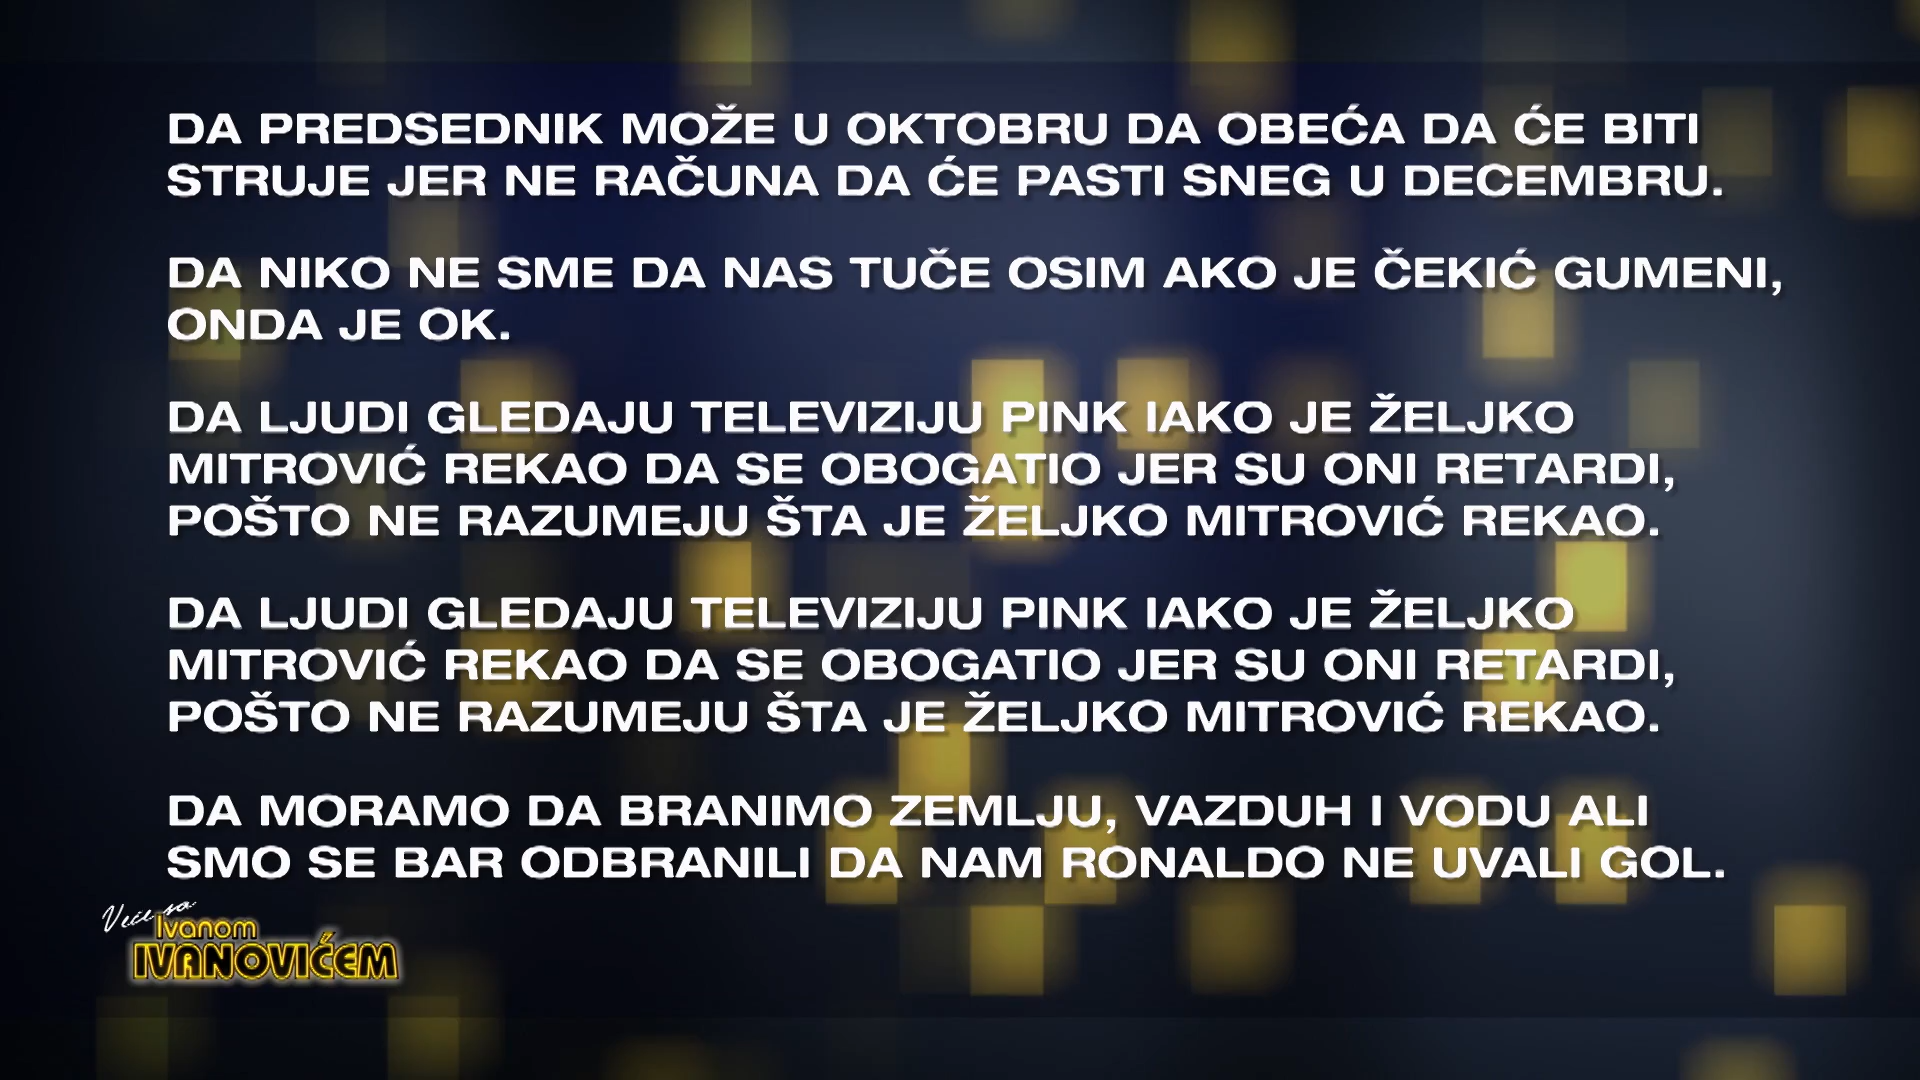 DA PREDSEDNIK MOŽE U OKTOBRU DA OBEĆA DA ĆE BITI
STRUJE JER NE RAČUNA DA ĆE PASTI SNEG U DECEMBRU.
DA NIKO NE SME DA NAS TUČE OSIM AKO JE ČEKIĆ GUMENI,
ONDA JE OK.
DA LJUDI GLEDAJU TELEVIZIJU PINK IAKO JE ŽELJKO
MITROVIĆ REKAO DA SE OBOGATIO JER SU ONI RETARDI,
POŠTO NE RAZUMEJU ŠTA JE ŽELJKO MITROVIĆ REKAO.
DA LJUDI GLEDAJU TELEVIZIJU PINK IAKO JE ŽELJKO
MITROVIĆ REKAO DA SE OBOGATIO JER SU ONI RETARDI,
POŠTO NE RAZUMEJU ŠTA JE ŽELJKO MITROVIĆ REKAO.
DA MORAMO DA BRANIMO ZEMLJU, VAZDUH I VODU ALI
SMO SE BAR ODBRANILI DA NAM RONALDO NE UVALI GOL.
Veče sa
Ivanom
IVANOVIĆEM